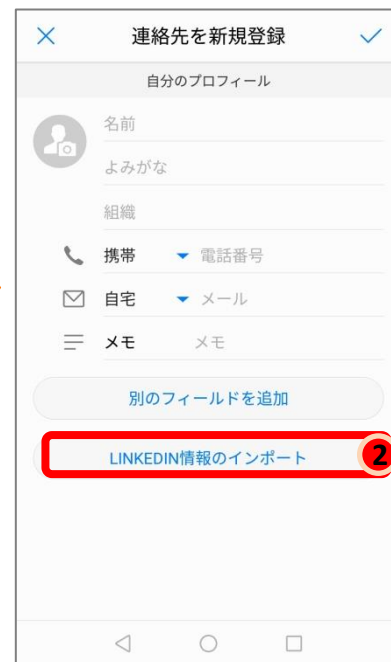 連絡先を新規登録
自分のプロフィール
名前
よみがな
組織
携帯 電話番号
自宅 メール
メモ メモ
別のフィールドを追加
LINKEDIN情報のインポート 2